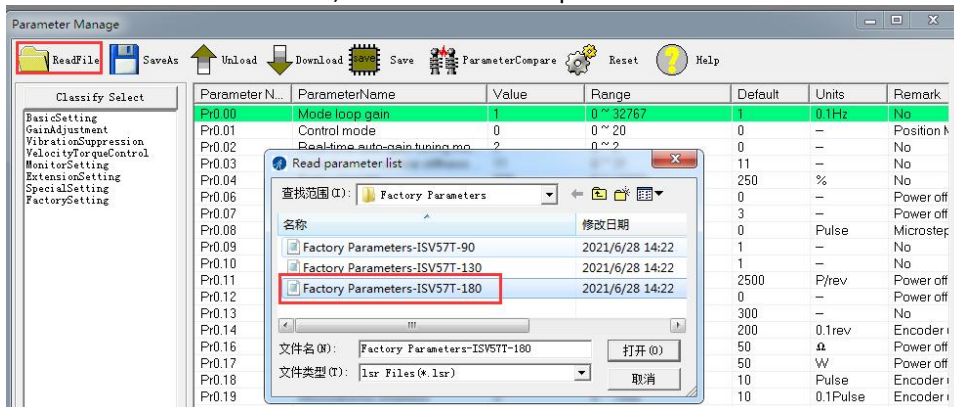 Parameter Manage
ReadFile SaveAs Unload Download save Save ParameterCompare Reset Help
Classify Select
BasicSetting
GainAdjustment
VibrationSuppression
VelocityTorqueControl
MonitorSetting
ExtensionSetting
SpecialSetting
FactorySetting
Parameter N... ParameterName Value Range Default Units Remark
Pr0.00 Mode loop gain 1 0 ~ 32767 1 0.1Hz No
Pr0.01 Control mode 0 0 ~ 20 0 – Position M
Pr0.02 Real-time auto-gain tuning mo... 2 0 ~ 2 0 – No
Pr0.03 11 – No
Pr0.04 250 % No
Pr0.06 0 – Power off
Pr0.07 3 – Power off
Pr0.08 0 Pulse Microstep
Pr0.09 1 – No
Pr0.10 1 – No
Pr0.11 2500 P/rev Power off
Pr0.12 0 – Power off
Pr0.13 300 – No
Pr0.14 200 0.1rev Encoder
Pr0.16 50 Ω Power off
Pr0.17 50 W Power off
Pr0.18 10 Pulse Encoder
Pr0.19 10 0.1Pulse Encoder
Read parameter list
查找范围(I): Factory Parameters
名称 修改日期
Factory Parameters-ISV57T-90 2021/6/28 14:22
Factory Parameters-ISV57T-130 2021/6/28 14:22
Factory Parameters-ISV57T-180 2021/6/28 14:22
文件名(N): Factory Parameters-ISV57T-180 打开(O)
文件类型(T): lsr Files(*.lsr) 取消